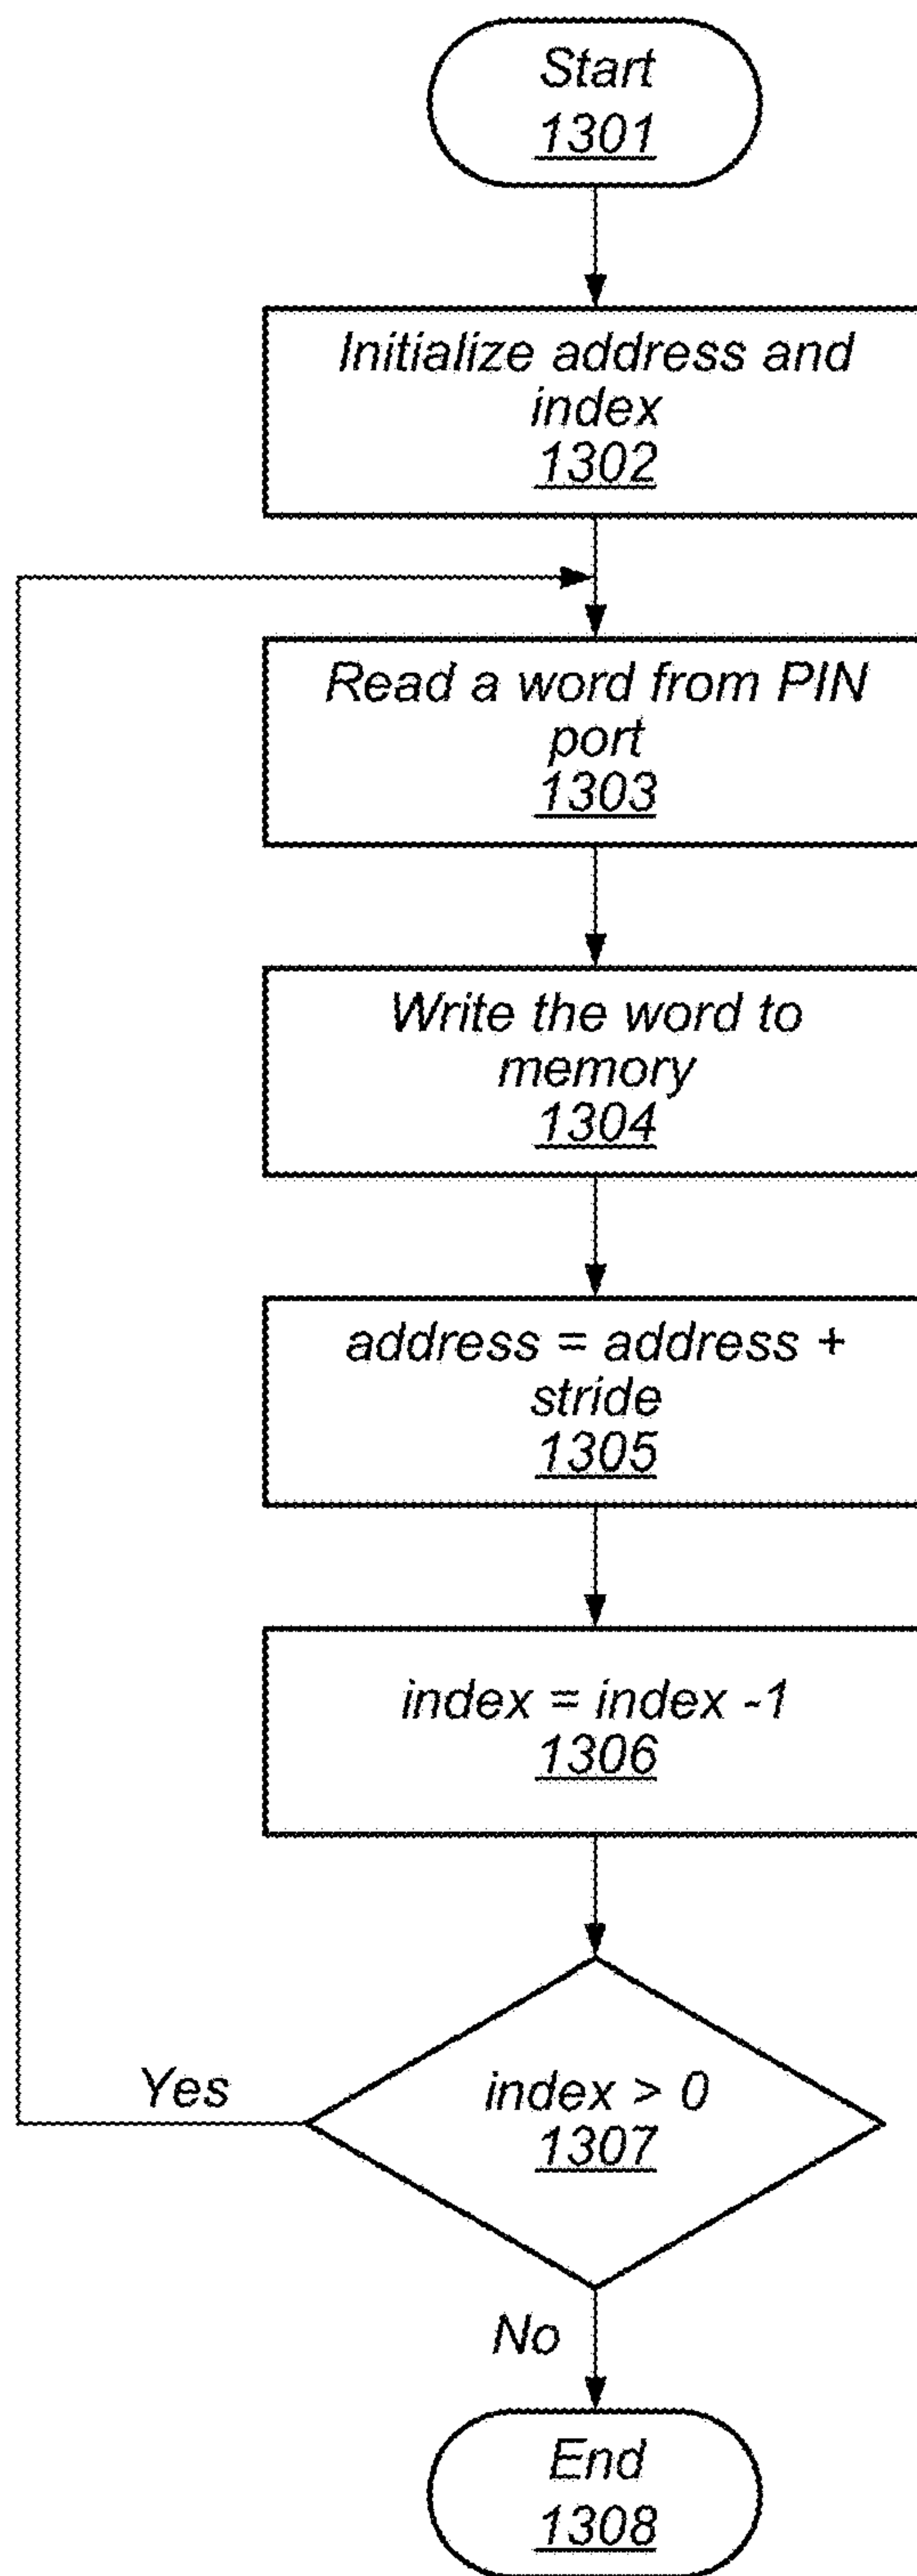 Start
1301
Initialize address and
index
1302
Read a word from PIN
port
1303
Write the word to
memory
1304
address = address +
stride
1305
index = index -1
1306
Yes
index > 0
1307
No
End
1308